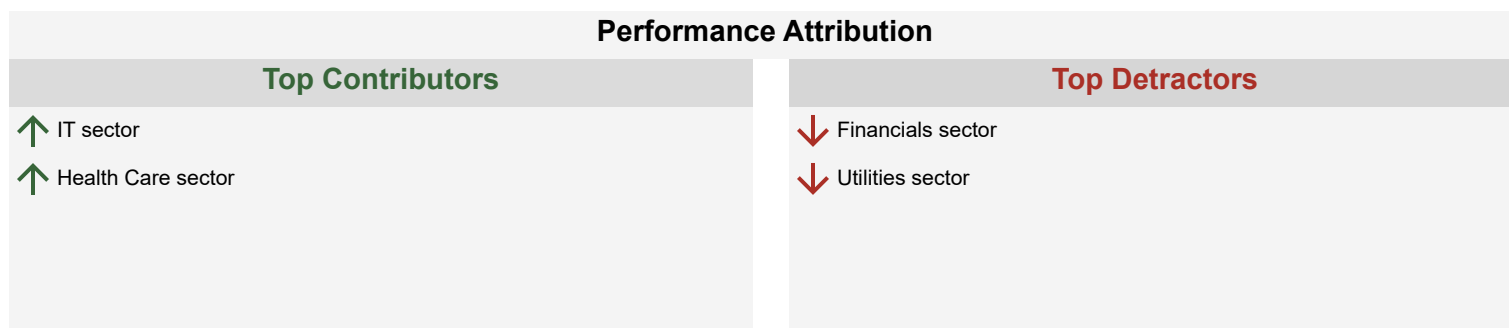 Performance Attribution
Top Contributors
IT sector
Health Care sector
Top Detractors
Financials sector
Utilities sector